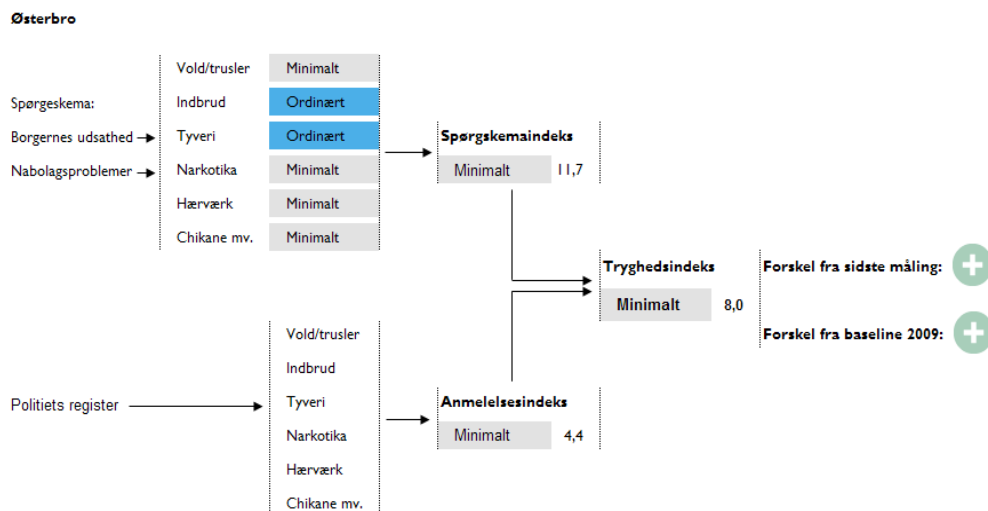 Østerbro
Spørgeskema:
Borgernes udsathed
Nabolagsproblemer
Vold/trusler Minimalt
Indbrud Ordinært
Tyveri Ordinært
Narkotika Minimalt
Hærværk Minimalt
Chikane mv. Minimalt
Spørgskemaindeks
Minimalt 11,7
Tryghedsindeks
Minimalt 8,0
Forskel fra sidste måling:
Forskel fra baseline 2009:
Politiets register
Vold/trusler
Indbrud
Tyveri
Narkotika
Hærværk
Chikane mv.
Anmelelsesindeks
Minimalt 4,4